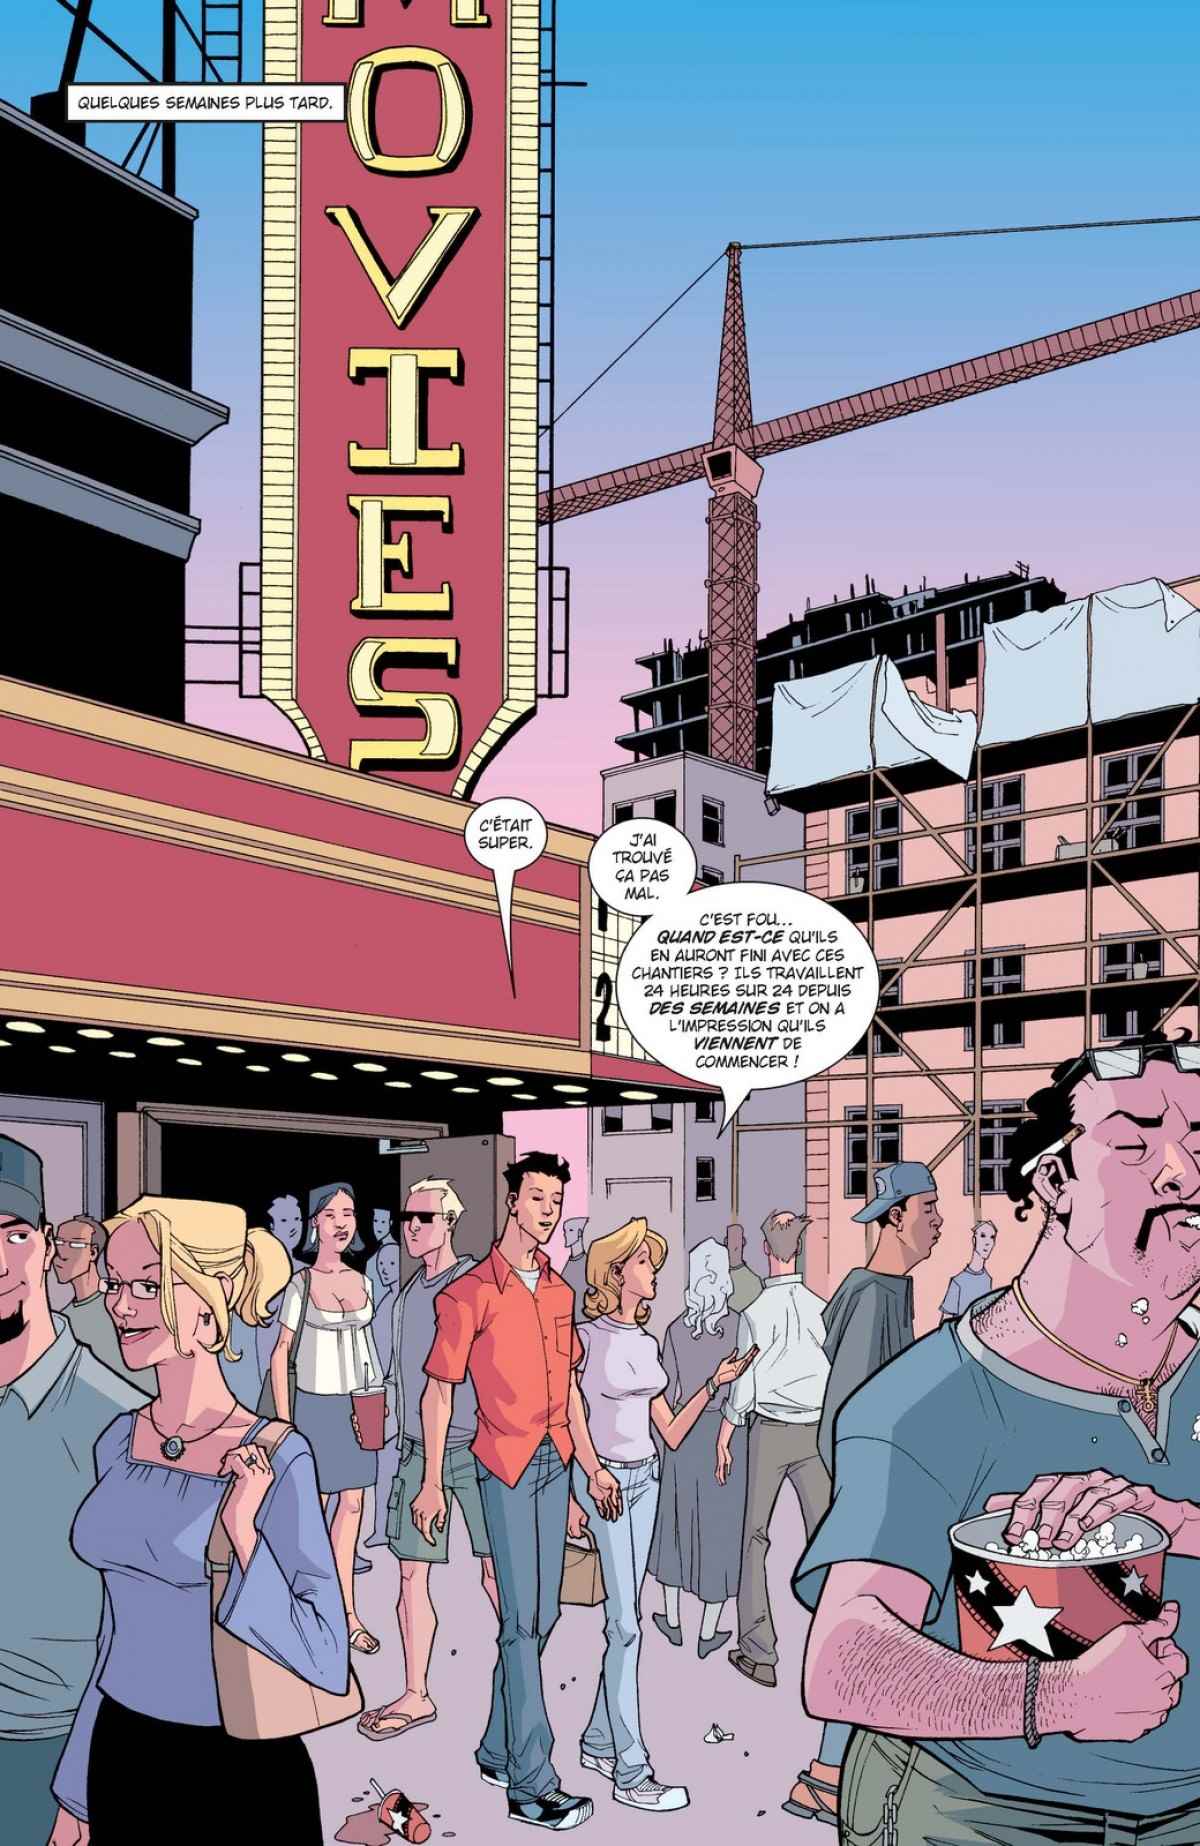 QUELQUES SEMAINES PLUS TARD.
MOVIES
C'ÉTAIT
SUPER.
J'AI
TROUVÉ
ÇA PAS
MAL.
C'EST FOU...
QUAND EST-CE QU'ILS
EN AURONT FINI AVEC CES
CHANTIERS ? ILS TRAVAILLENT
24 HEURES SUR 24 DEPUIS
DES SEMAINES ET ON A
L'IMPRESSION QU'ILS
VIENNENT DE
COMMENCER !
1
2